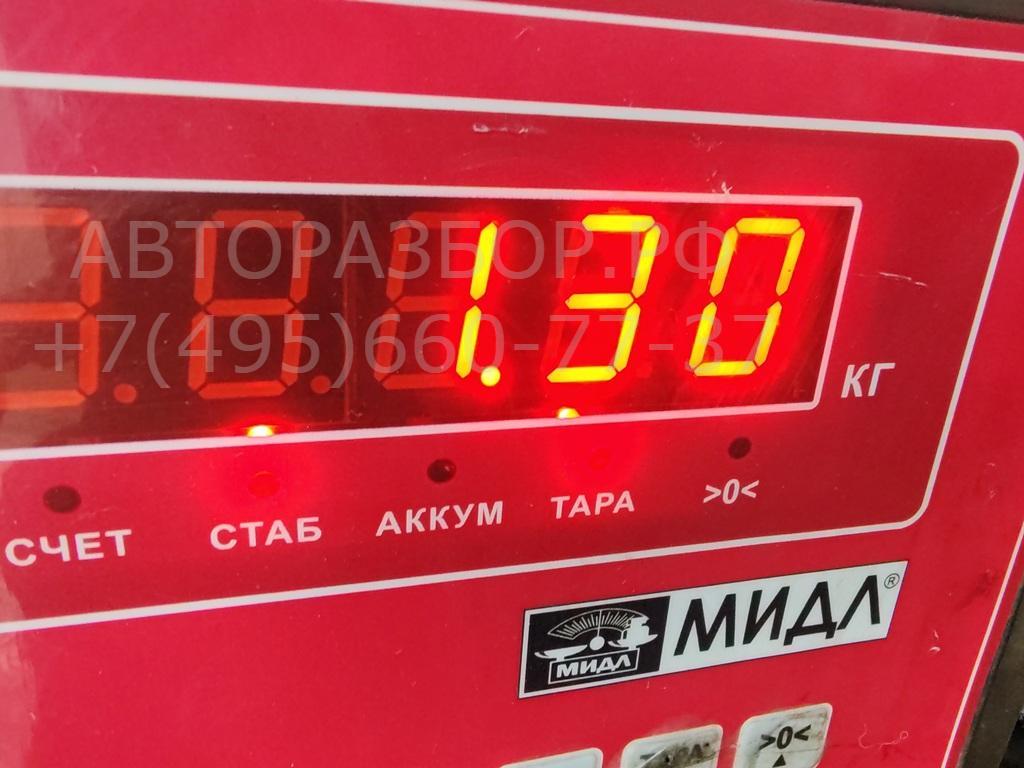 АВТОРАЗБОР.РФ
+7(495)660-77-37
1.30
КГ
СЧЕТ СТАБ АККУМ ТАРА >0<
МИДЛ МИДЛ®
>0<